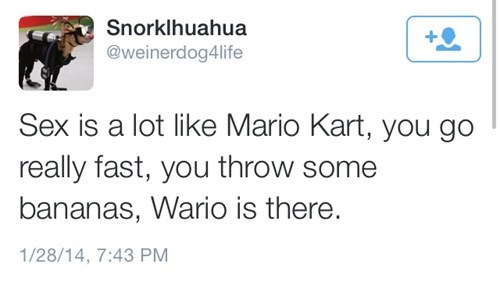 Snorklhuahua
@weinerdog4life
Sex is a lot like Mario Kart, you go
really fast, you throw some
bananas, Wario is there.
1/28/14, 7:43 PM